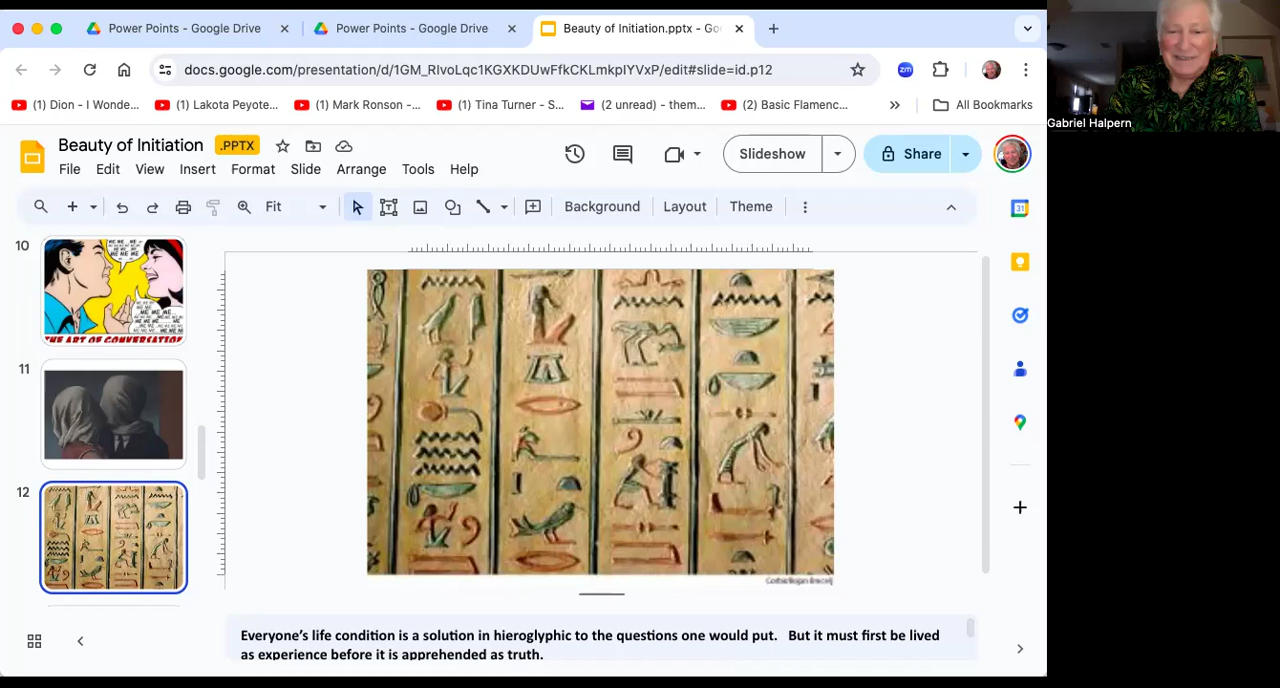 Power Points - Google Drive
Power Points - Google Drive
Beauty of Initiation.pptx - Go
docs.google.com/presentation/d/1GM_RIvoLqc1KGXKDUwFfkCKLmkpIYVxP/edit#slide=id.p12
(1) Dion - I Wonde...
(1) Lakota Peyote...
(1) Mark Ronson -...
(1) Tina Turner - S...
(2 unread) - them...
(2) Basic Flamenc...
All Bookmarks
Gabriel Halpern
Beauty of Initiation .PPTX
Slideshow
Share
File Edit View Insert Format Slide Arrange Tools Help
Fit
Background Layout Theme
10
ME... ME...
THE ART OF CONVERSATION
11
12
Everyone's life condition is a solution in hieroglyphic to the questions one would put. But it must first be lived
as experience before it is apprehended as truth.